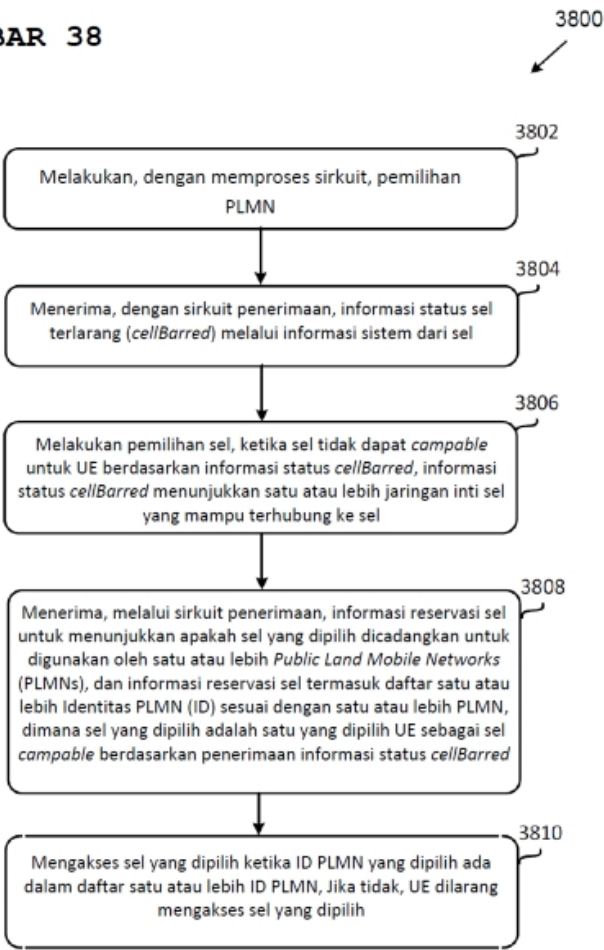 BAR 38
3800
3802
Melakukan, dengan memproses sirkuit, pemilihan
PLMN
3804
Menerima, dengan sirkuit penerimaan, informasi status sel
terlarang (cellBarred) melalui informasi sistem dari sel
3806
Melakukan pemilihan sel, ketika sel tidak dapat campable
untuk UE berdasarkan informasi status cellBarred, informasi
status cellBarred menunjukkan satu atau lebih jaringan inti sel
yang mampu terhubung ke sel
3808
Menerima, melalui sirkuit penerimaan, informasi reservasi sel
untuk menunjukkan apakah sel yang dipilih dicadangkan untuk
digunakan oleh satu atau lebih Public Land Mobile Networks
(PLMNs), dan informasi reservasi sel termasuk daftar satu atau
lebih Identitas PLMN (ID) sesuai dengan satu atau lebih PLMN,
dimana sel yang dipilih adalah satu yang dipilih UE sebagai sel
campable berdasarkan penerimaan informasi status cellBarred
3810
Mengakses sel yang dipilih ketika ID PLMN yang dipilih ada
dalam daftar satu atau lebih ID PLMN, Jika tidak, UE dilarang
mengakses sel yang dipilih